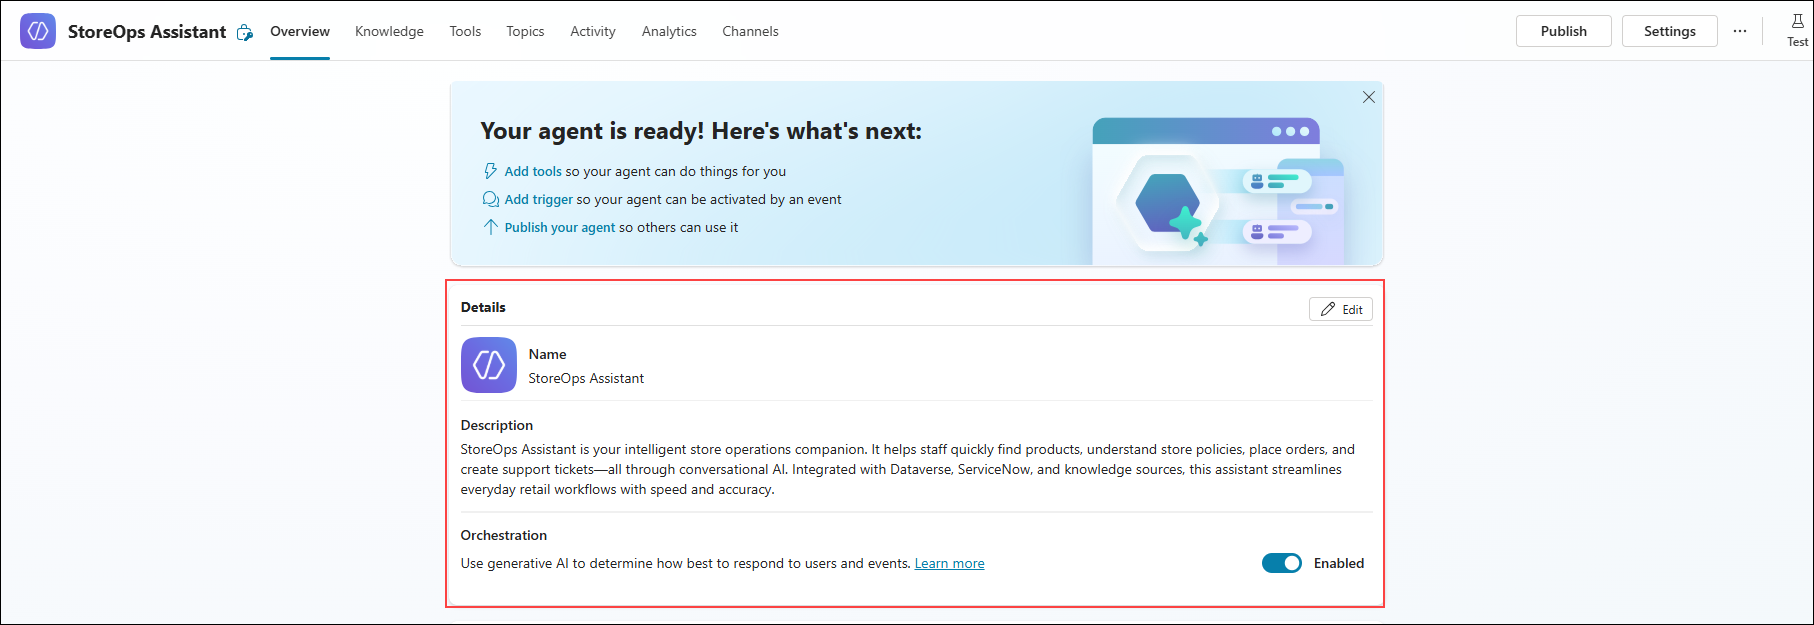 StoreOps Assistant
Overview
Knowledge
Tools
Topics
Activity
Analytics
Channels
Publish
Settings
Test
Your agent is ready! Here's what's next:
Add tools so your agent can do things for you
Add trigger so your agent can be activated by an event
Publish your agent so others can use it
Details
Edit
Name
StoreOps Assistant
Description
StoreOps Assistant is your intelligent store operations companion. It helps staff quickly find products, understand store policies, place orders, and
create support tickets—all through conversational AI. Integrated with Dataverse, ServiceNow, and knowledge sources, this assistant streamlines
everyday retail workflows with speed and accuracy.
Orchestration
Use generative AI to determine how best to respond to users and events. Learn more
Enabled